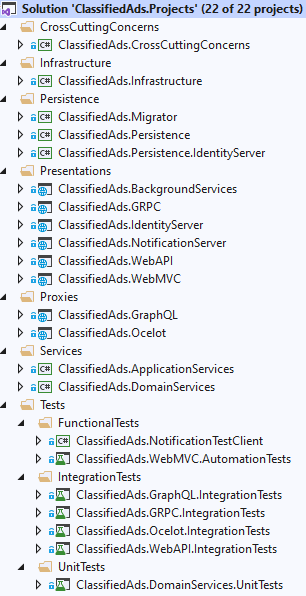 Solution 'ClassifiedAds.Projects' (22 of 22 projects)
CrossCuttingConcerns
C# ClassifiedAds.CrossCuttingConcerns
Infrastructure
C# ClassifiedAds.Infrastructure
Persistence
C# ClassifiedAds.Migrator
C# ClassifiedAds.Persistence
C# ClassifiedAds.Persistence.IdentityServer
Presentations
ClassifiedAds.BackgroundServices
ClassifiedAds.GRPC
ClassifiedAds.IdentityServer
ClassifiedAds.NotificationServer
ClassifiedAds.WebAPI
ClassifiedAds.WebMVC
Proxies
ClassifiedAds.GraphQL
ClassifiedAds.Ocelot
Services
C# ClassifiedAds.ApplicationServices
C# ClassifiedAds.DomainServices
Tests
FunctionalTests
C# ClassifiedAds.NotificationTestClient
ClassifiedAds.WebMVC.AutomationTests
IntegrationTests
ClassifiedAds.GraphQL.IntegrationTests
ClassifiedAds.GRPC.IntegrationTests
ClassifiedAds.Ocelot.IntegrationTests
ClassifiedAds.WebAPI.IntegrationTests
UnitTests
ClassifiedAds.DomainServices.UnitTests